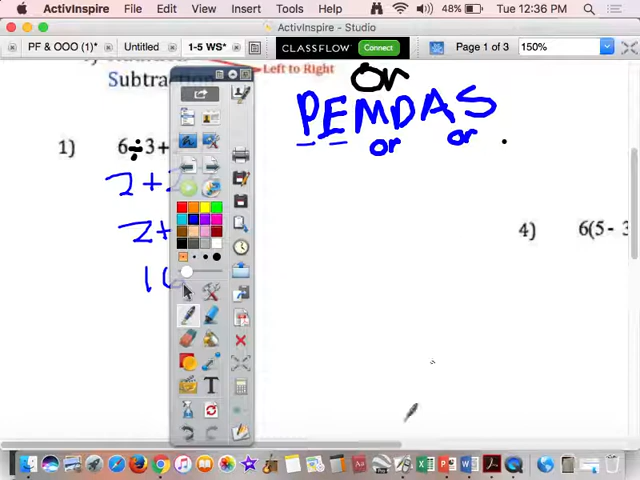 ActivInspire File Edit View Insert Tools Help 48% Tue 12:36 PM
ActivInspire - Studio
PF & OOO (1)* Untitled 1-5 WS* CLASSFLOW Connect Page 1 of 3 150%
Subtraction
Left to Right
or
PEMDAS
or or
1) 6÷3+
2+2
2+
16
4) 6(5 - 3